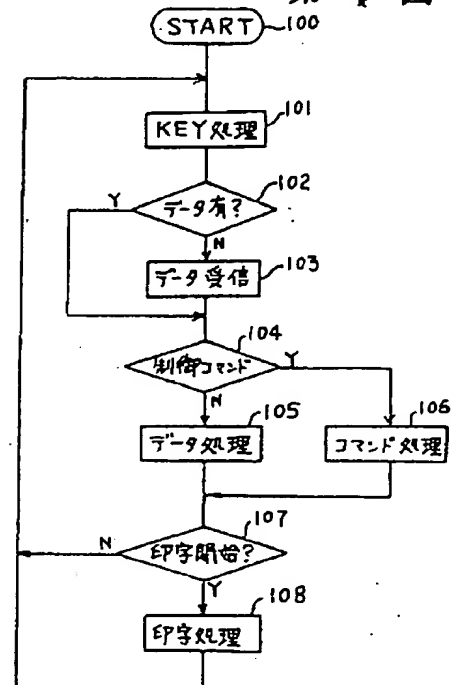 START 100
KEY処理 101
データ有? 102
Y
N
データ受信 103
制御コマンド 104
Y
N
データ処理 105
コマンド処理 106
印字開始? 107
N
Y
印字処理 108